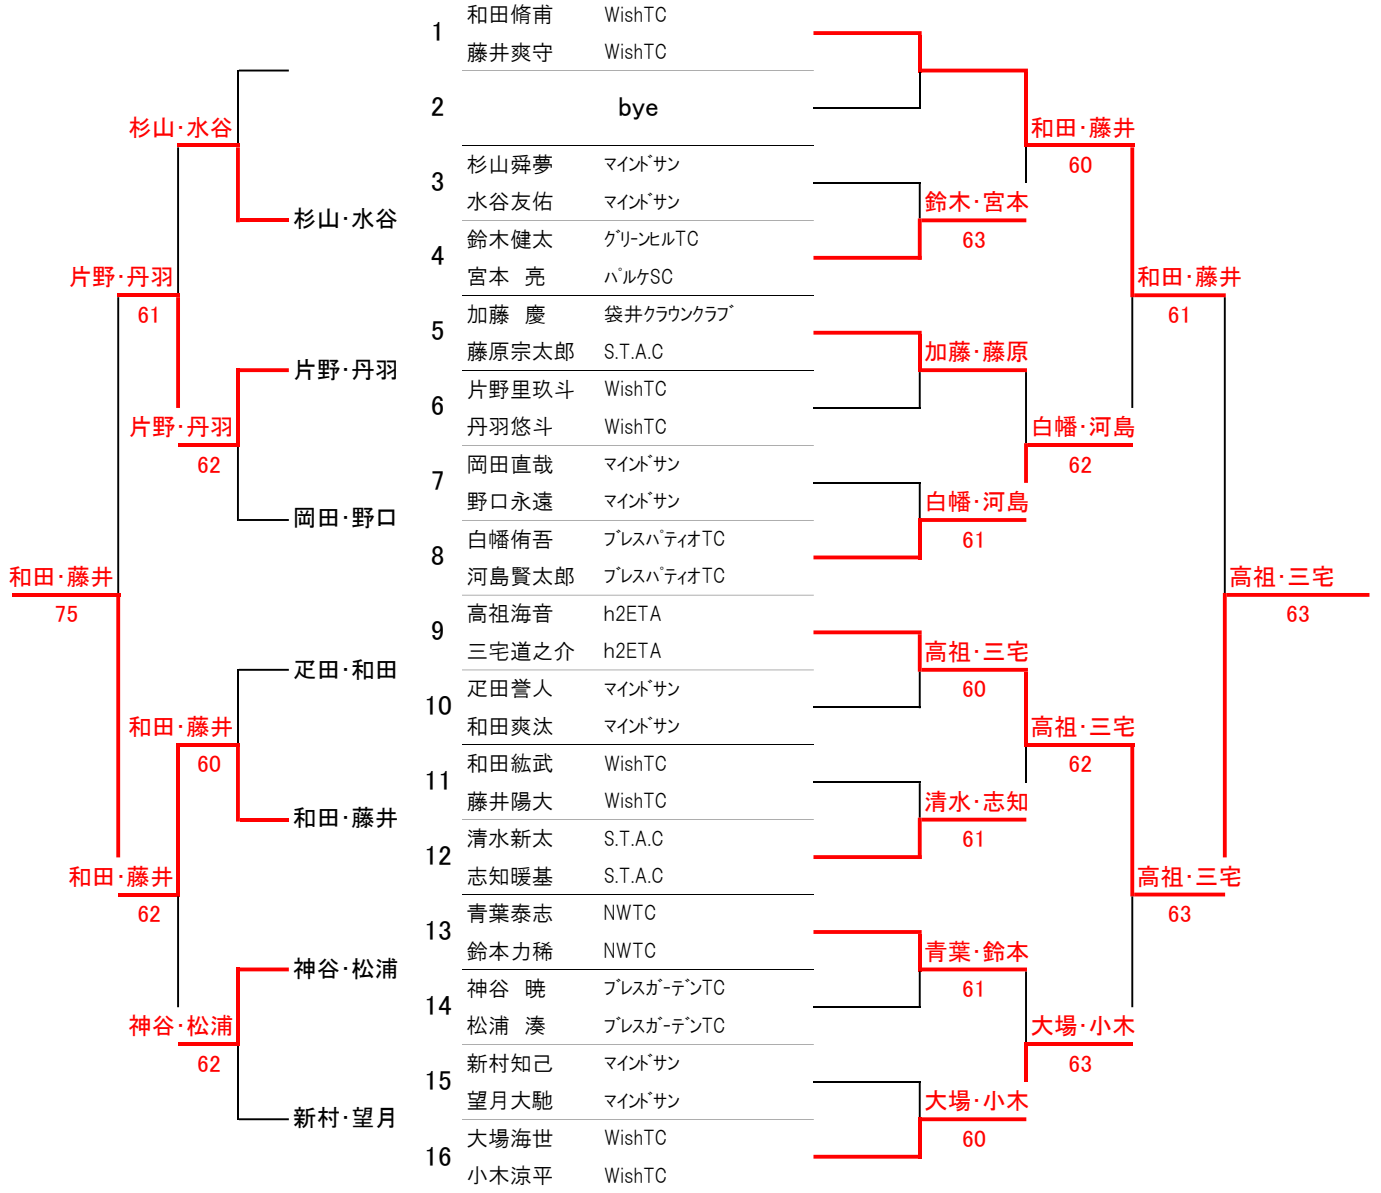 1 和田脩甫 WishTC
藤井爽守 WishTC
2 bye
3 杉山舜夢 ﾏｲﾝﾄﾞｻﾝ
水谷友佑 ﾏｲﾝﾄﾞｻﾝ
4 鈴木健太 ｸﾞﾘｰﾝﾋﾙTC
宮本 亮 ﾊﾟﾙｹSC
5 加藤 慶 袋井ｸﾗｳﾝｸﾗﾌﾞ
藤原宗太郎 S.T.A.C
6 片野里玖斗 WishTC
丹羽悠斗 WishTC
7 岡田直哉 ﾏｲﾝﾄﾞｻﾝ
野口永遠 ﾏｲﾝﾄﾞｻﾝ
8 白幡侑吾 ﾌﾞﾚｽﾊﾟﾃｨｵTC
河島賢太郎 ﾌﾞﾚｽﾊﾟﾃｨｵTC
9 高祖海音 h2ETA
三宅道之介 h2ETA
10 疋田誉人 ﾏｲﾝﾄﾞｻﾝ
和田爽汰 ﾏｲﾝﾄﾞｻﾝ
11 和田紘武 WishTC
藤井陽大 WishTC
12 清水新太 S.T.A.C
志知暖基 S.T.A.C
13 青葉泰志 NWTC
鈴本力稀 NWTC
14 神谷 暁 ﾌﾞﾚｽｶﾞｰﾃﾞﾝTC
松浦 湊 ﾌﾞﾚｽｶﾞｰﾃﾞﾝTC
15 新村知己 ﾏｲﾝﾄﾞｻﾝ
望月大馳 ﾏｲﾝﾄﾞｻﾝ
16 大場海世 WishTC
小木涼平 WishTC
鈴木・宮本
63
加藤・藤原
白幡・河島
61
高祖・三宅
60
清水・志知
61
青葉・鈴本
61
大場・小木
60
和田・藤井
60
白幡・河島
62
高祖・三宅
62
大場・小木
63
和田・藤井
61
高祖・三宅
63
高祖・三宅
63
杉山・水谷
片野・丹羽
岡田・野口
疋田・和田
和田・藤井
神谷・松浦
新村・望月
杉山・水谷
片野・丹羽
62
和田・藤井
60
神谷・松浦
62
片野・丹羽
61
和田・藤井
62
和田・藤井
75